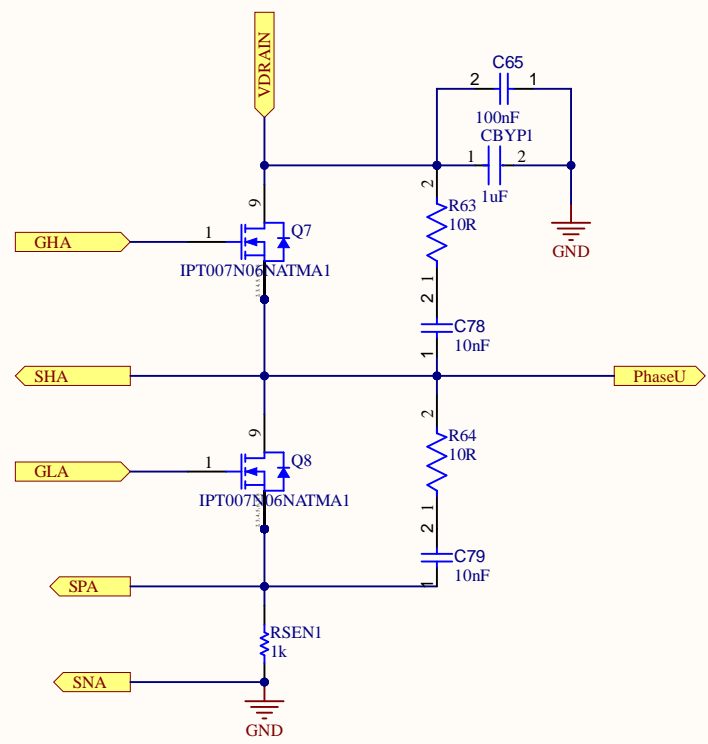 VDRAIN
C65
2
1
100nF
CBYP1
1
2
1uF
GND
9
Q7
GHA
1
IPT007N06NATMA1
2
R63
10R
1
2
C78
10nF
1
SHA
PhaseU
9
Q8
GLA
1
IPT007N06NATMA1
2
R64
10R
1
2
C79
10nF
1
SPA
RSEN1
1k
SNA
GND